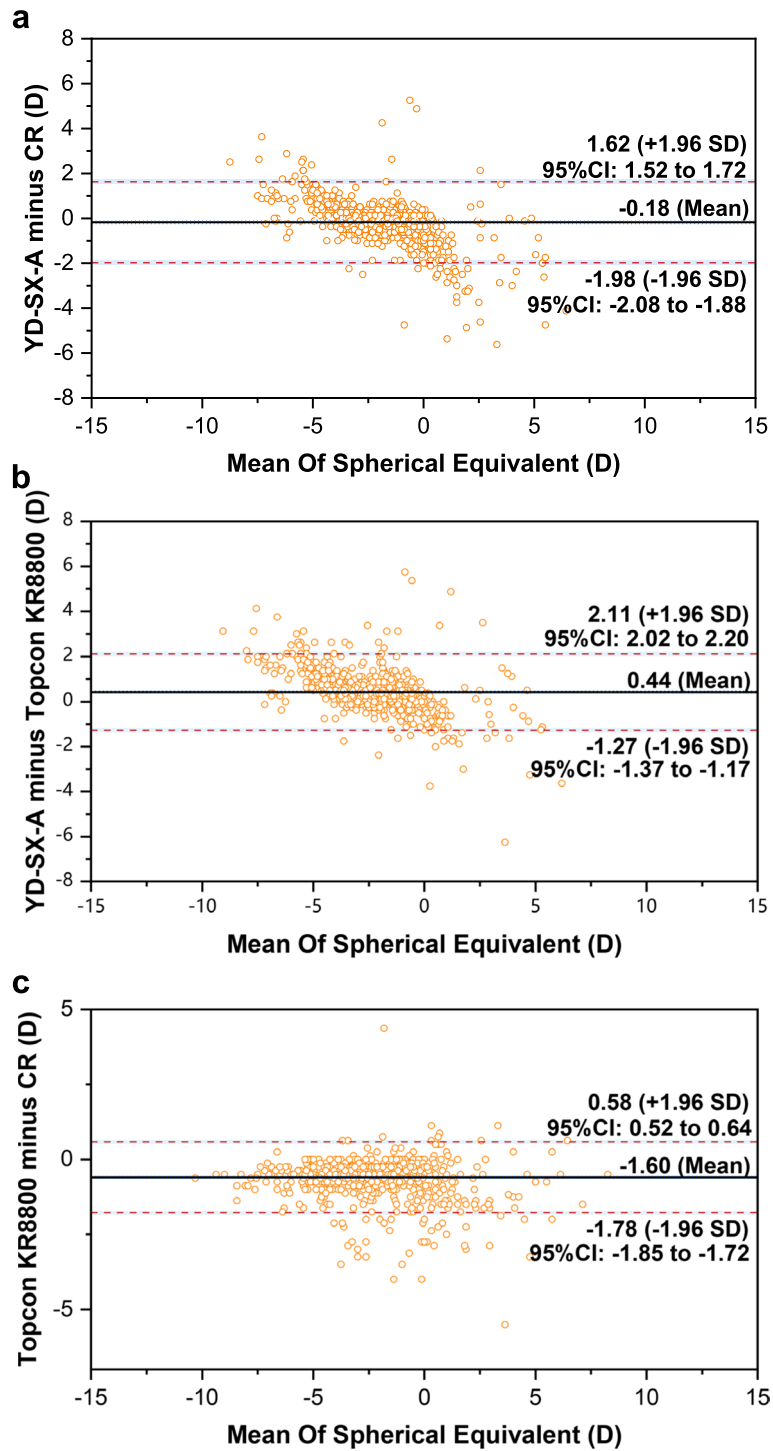 a
YD-SX-A minus CR (D)
8
6
4
2
0
-2
-4
-6
-8
1.62 (+1.96 SD)
95%CI: 1.52 to 1.72
-0.18 (Mean)
-1.98 (-1.96 SD)
95%CI: -2.08 to -1.88
-15
-10
-5
0
5
10
15
Mean Of Spherical Equivalent (D)
b
YD-SX-A minus Topcon KR8800 (D)
8
6
4
2
0
-2
-4
-6
-8
2.11 (+1.96 SD)
95%CI: 2.02 to 2.20
0.44 (Mean)
-1.27 (-1.96 SD)
95%CI: -1.37 to -1.17
-15
-10
-5
0
5
10
15
Mean Of Spherical Equivalent (D)
c
Topcon KR8800 minus CR (D)
5
0
-5
0.58 (+1.96 SD)
95%CI: 0.52 to 0.64
-1.60 (Mean)
-1.78 (-1.96 SD)
95%CI: -1.85 to -1.72
-15
-10
-5
0
5
10
15
Mean Of Spherical Equivalent (D)